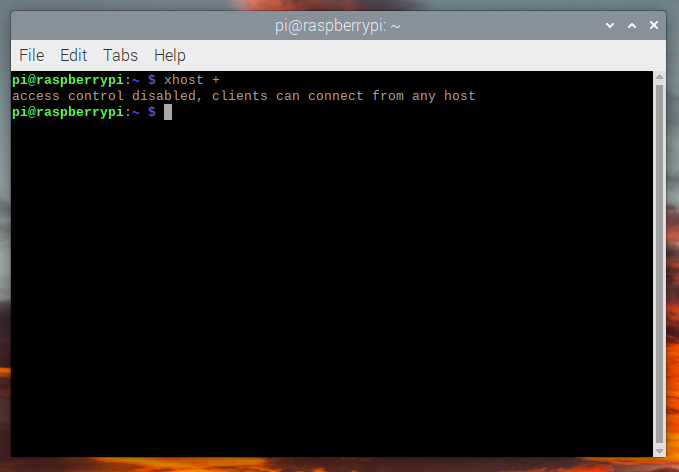 pi@raspberrypi: ~
File Edit Tabs Help
pi@raspberrypi:~ $ xhost +
access control disabled, clients can connect from any host
pi@raspberrypi:~ $